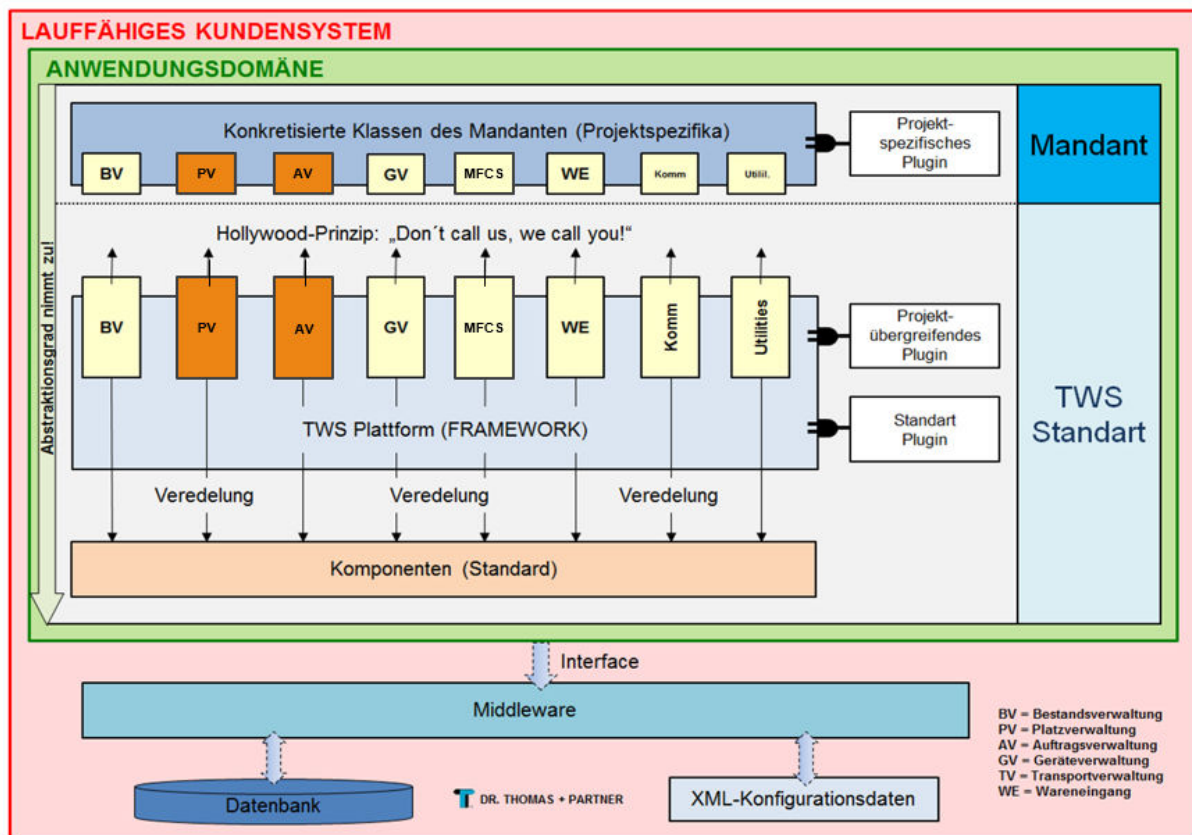 LAUFFÄHIGES KUNDENSYSTEM
ANWENDUNGSDOMÄNE
Abstraktionsgrad nimmt zu!
Konkretisierte Klassen des Mandanten (Projektspezifika)
BV
PV
AV
GV
MFCS
WE
Komm
Utilil.
Projekt-
spezifisches
Plugin
Mandant
Hollywood-Prinzip: „Don´t call us, we call you!“
BV
PV
AV
GV
MFCS
WE
Komm
Utilities
TWS Plattform (FRAMEWORK)
Projekt-
übergreifendes
Plugin
Standart
Plugin
TWS
Standart
Veredelung
Veredelung
Veredelung
Komponenten (Standard)
Interface
Middleware
Datenbank
DR. THOMAS + PARTNER
XML-Konfigurationsdaten
BV = Bestandsverwaltung
PV = Platzverwaltung
AV = Auftragsverwaltung
GV = Geräteverwaltung
TV = Transportverwaltung
WE = Wareneingang